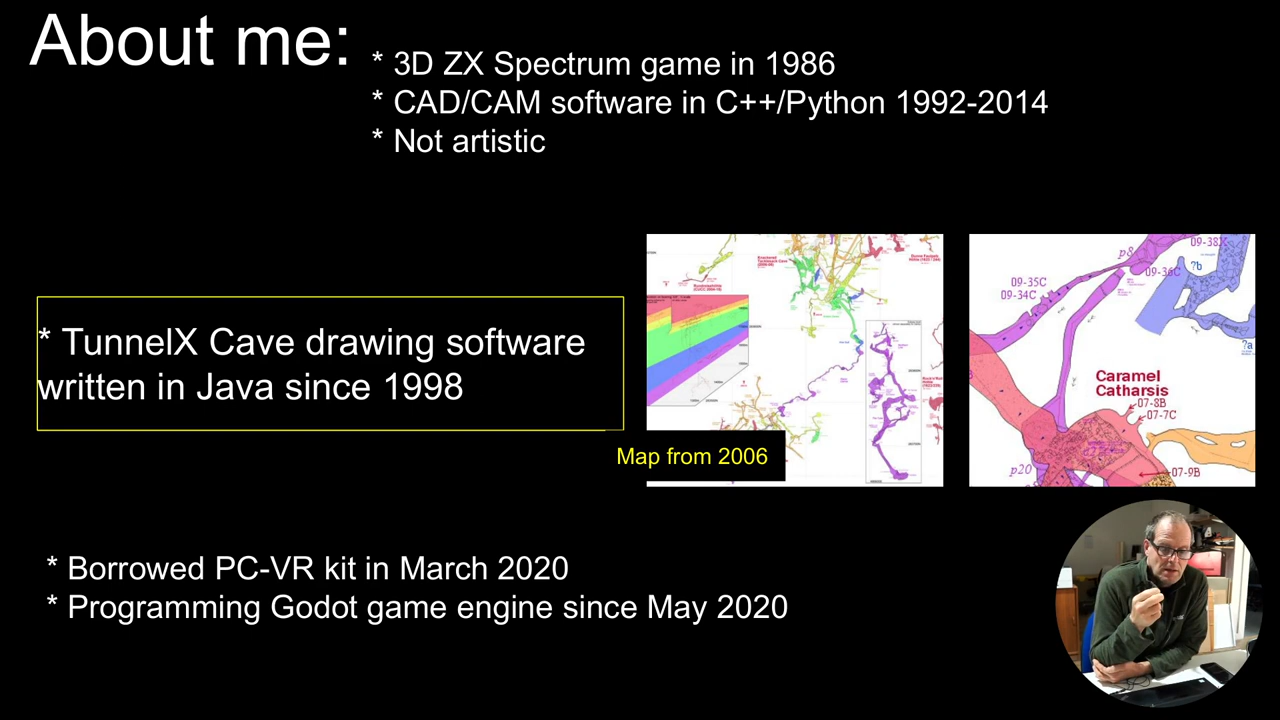 About me:
* 3D ZX Spectrum game in 1986
* CAD/CAM software in C++/Python 1992-2014
* Not artistic
* TunnelX Cave drawing software
written in Java since 1998
Map from 2006
p8
09-38X
?b
09-36C
09-35C
09-34C
?a
Caramel
Catharsis
07-8B
07-7C
p20
07-9B
* Borrowed PC-VR kit in March 2020
* Programming Godot game engine since May 2020